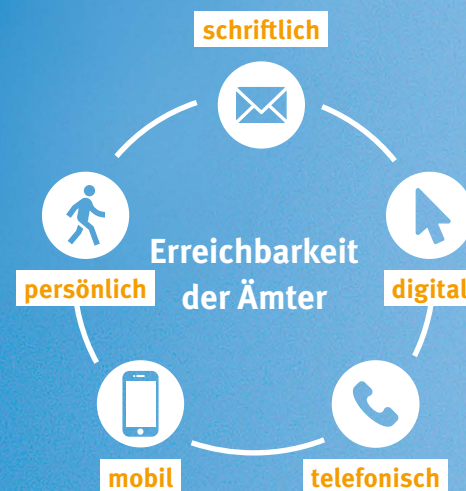 schriftlich
Erreichbarkeit
der Ämter
persönlich
digital
mobil
telefonisch